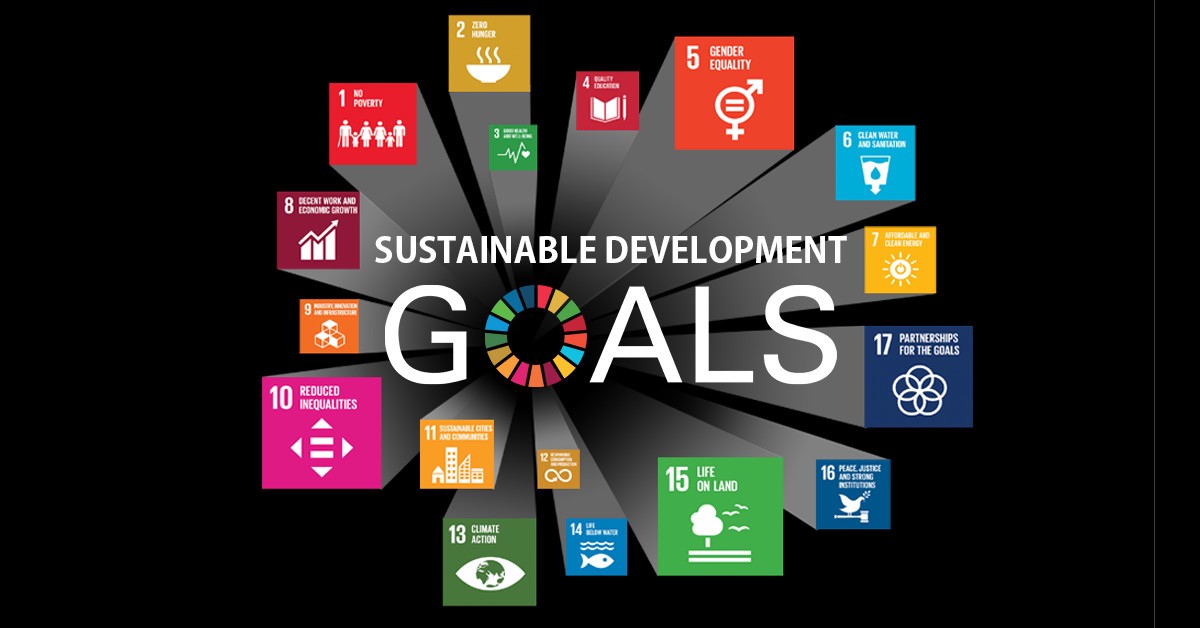 2 ZERO
HUNGER
1 NO
POVERTY
3 GOOD HEALTH
AND WELL-BEING
4 QUALITY
EDUCATION
5 GENDER
EQUALITY
6 CLEAN WATER
AND SANITATION
8 DECENT WORK AND
ECONOMIC GROWTH
7 AFFORDABLE AND
CLEAN ENERGY
SUSTAINABLE DEVELOPMENT
GOALS
9 INDUSTRY, INNOVATION
AND INFRASTRUCTURE
17 PARTNERSHIPS
FOR THE GOALS
10 REDUCED
INEQUALITIES
11 SUSTAINABLE CITIES
AND COMMUNITIES
12 RESPONSIBLE
CONSUMPTION
AND PRODUCTION
15 LIFE
ON LAND
16 PEACE, JUSTICE
AND STRONG
INSTITUTIONS
13 CLIMATE
ACTION
14 LIFE
BELOW WATER